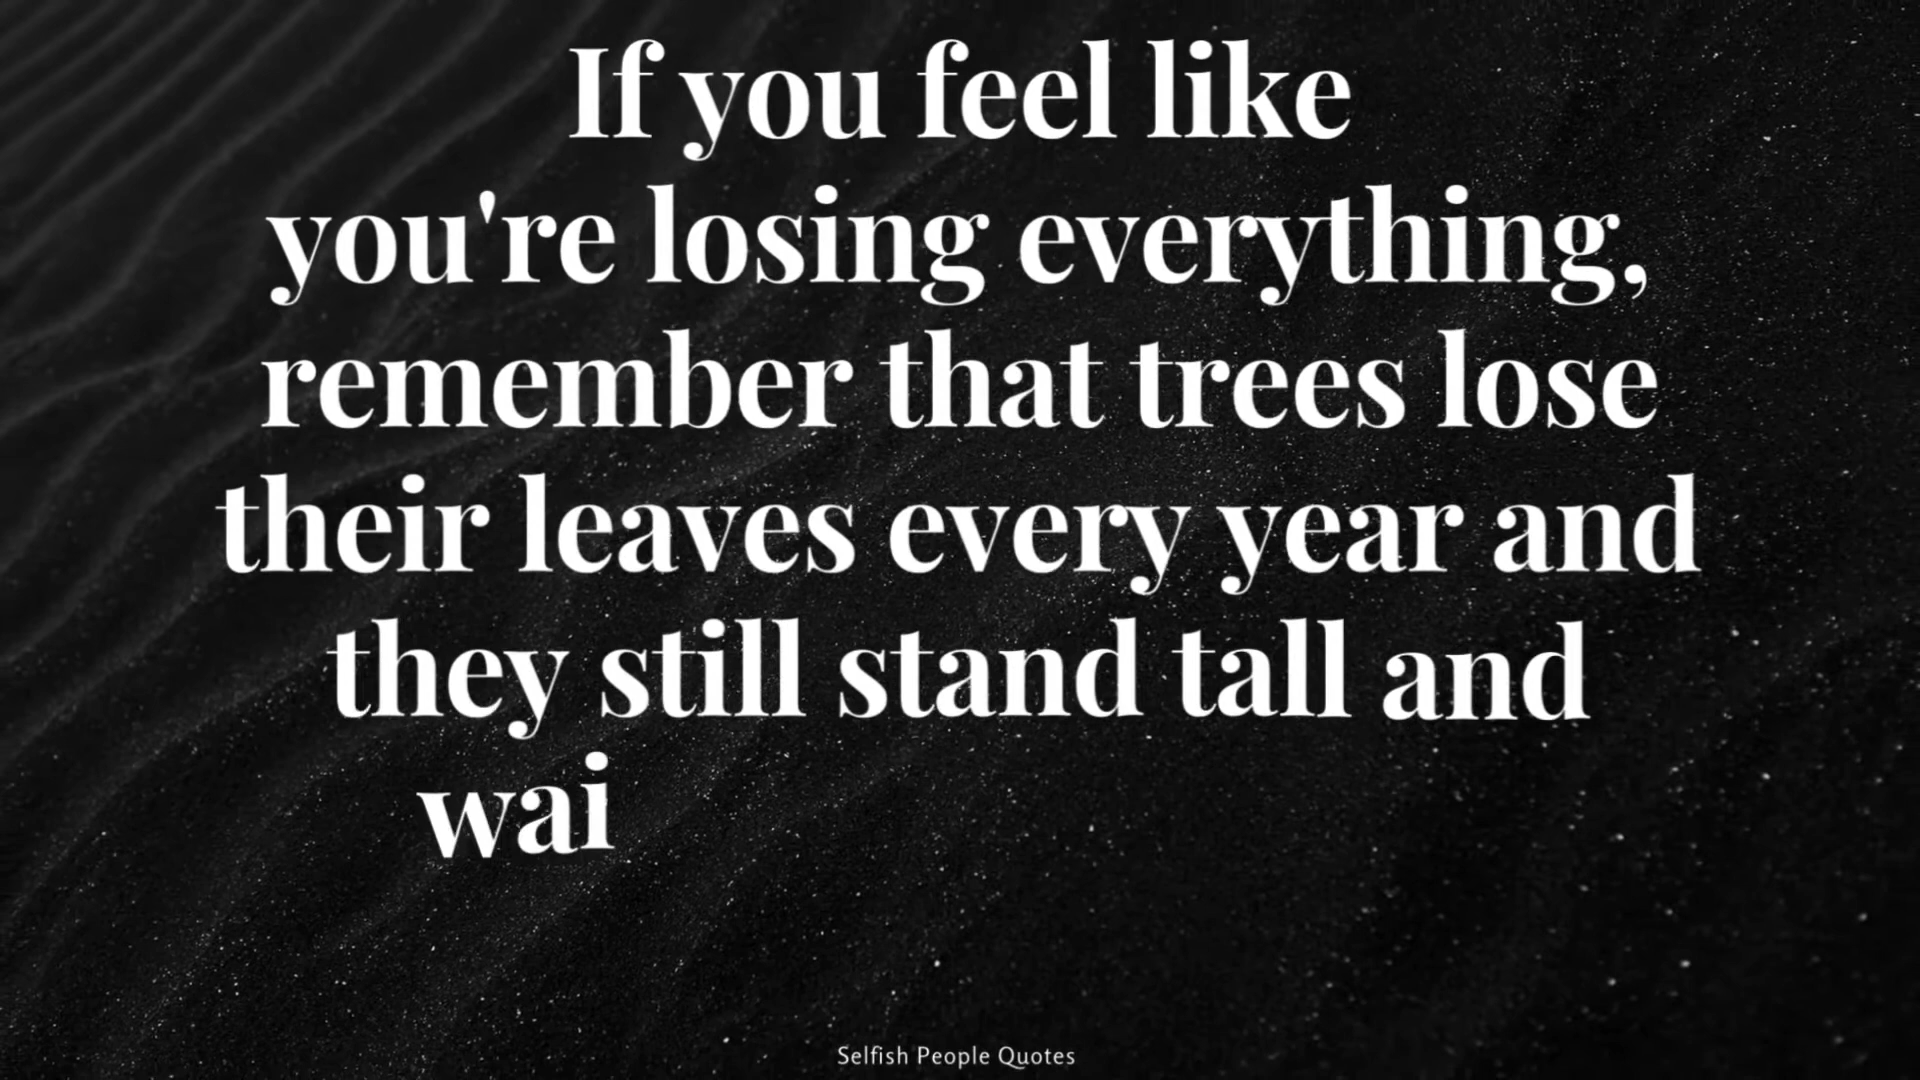 If you feel like
you're losing everything,
remember that trees lose
their leaves every year and
they still stand tall and
wai
Selfish People Quotes